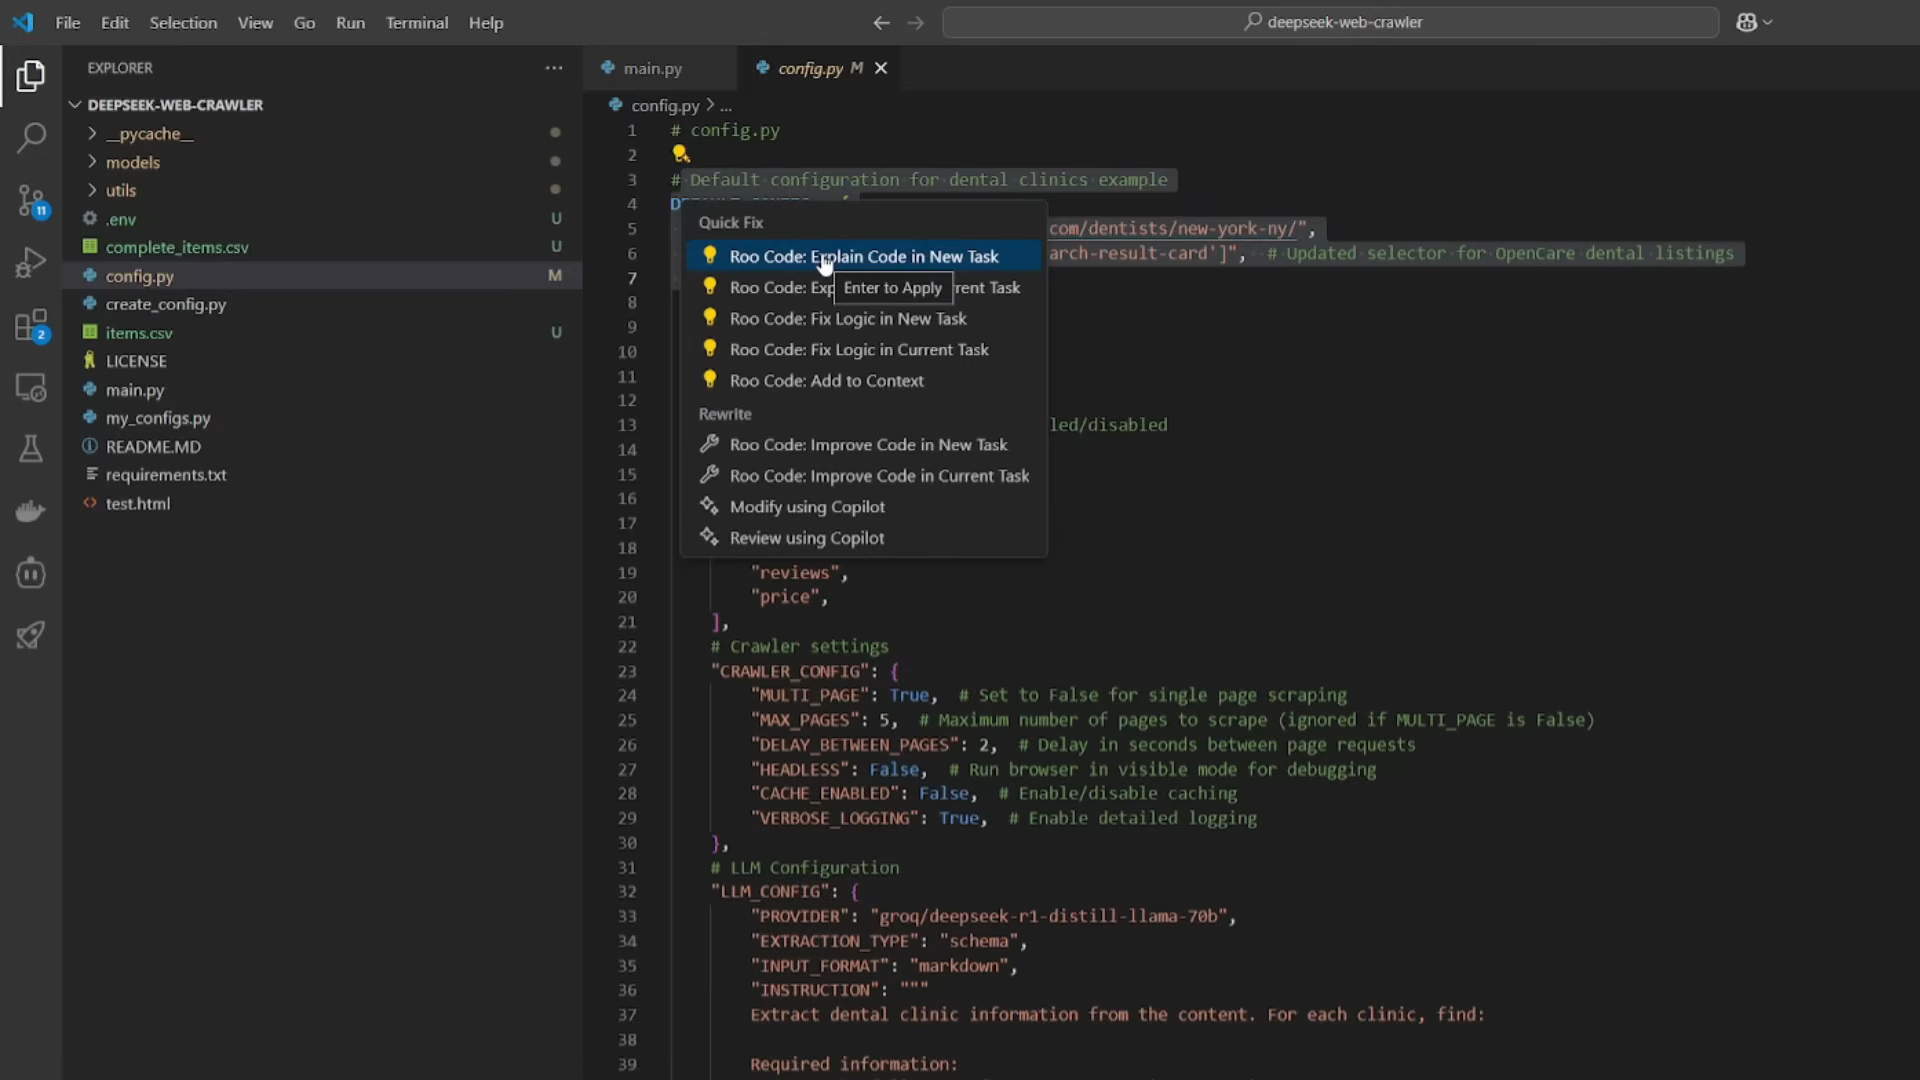 File Edit Selection View Go Run Terminal Help
deepseek-web-crawler
EXPLORER
DEEPSEEK-WEB-CRAWLER
__pycache__
models
utils
.env U
complete_items.csv U
config.py M
create_config.py
items.csv U
LICENSE
main.py
my_configs.py
README.MD
requirements.txt
test.html
11
2
main.py
config.py M
config.py > ...
1 # config.py
2
3 # Default configuration for dental clinics example
4
5 com/dentists/new-york-ny/",
6 arch-result-card']", # Updated selector for OpenCare dental listings
7
8
9
10
11
12
13 led/disabled
14
15
16
17
18
19 "reviews",
20 "price",
21 ],
22 # Crawler settings
23 "CRAWLER_CONFIG": {
24 "MULTI_PAGE": True, # Set to False for single page scraping
25 "MAX_PAGES": 5, # Maximum number of pages to scrape (ignored if MULTI_PAGE is False)
26 "DELAY_BETWEEN_PAGES": 2, # Delay in seconds between page requests
27 "HEADLESS": False, # Run browser in visible mode for debugging
28 "CACHE_ENABLED": False, # Enable/disable caching
29 "VERBOSE_LOGGING": True, # Enable detailed logging
30 },
31 # LLM Configuration
32 "LLM_CONFIG": {
33 "PROVIDER": "groq/deepseek-r1-distill-llama-70b",
34 "EXTRACTION_TYPE": "schema",
35 "INPUT_FORMAT": "markdown",
36 "INSTRUCTION": """
37 Extract dental clinic information from the content. For each clinic, find:
38
39 Required information:
Quick Fix
Roo Code: Explain Code in New Task
Roo Code: Exp rent Task
Enter to Apply
Roo Code: Fix Logic in New Task
Roo Code: Fix Logic in Current Task
Roo Code: Add to Context
Rewrite
Roo Code: Improve Code in New Task
Roo Code: Improve Code in Current Task
Modify using Copilot
Review using Copilot